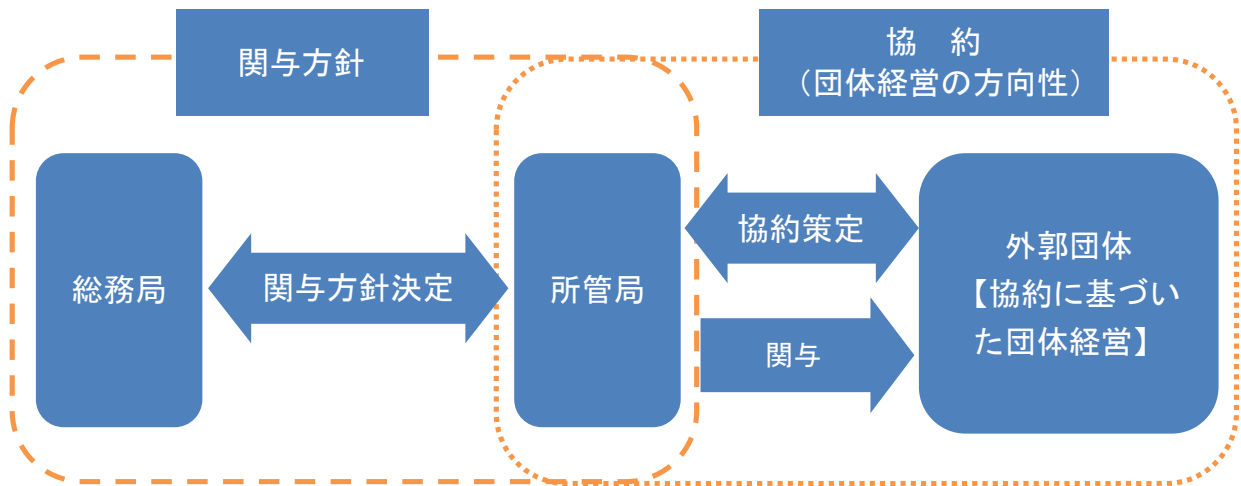 関与方針
協　約
（団体経営の方向性）
総務局
関与方針決定
所管局
協約策定
関与
外郭団体
【協約に基づい
た団体経営】